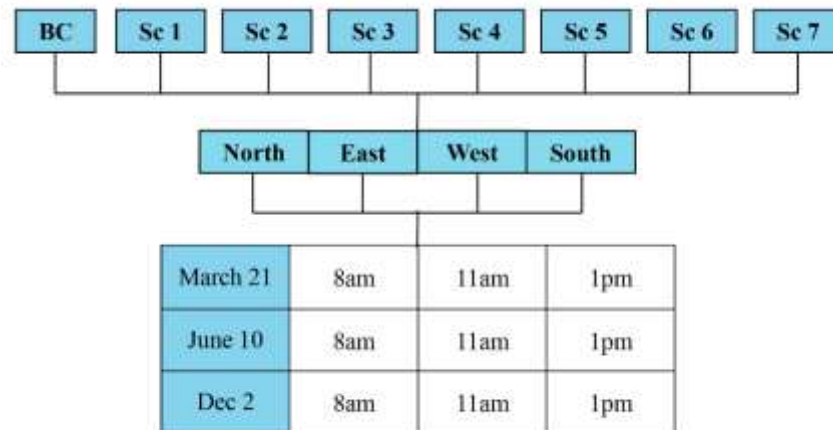 BC Sc 1 Sc 2 Sc 3 Sc 4 Sc 5 Sc 6 Sc 7
North East West South
March 21 8am 11am 1pm
June 10 8am 11am 1pm
Dec 2 8am 11am 1pm